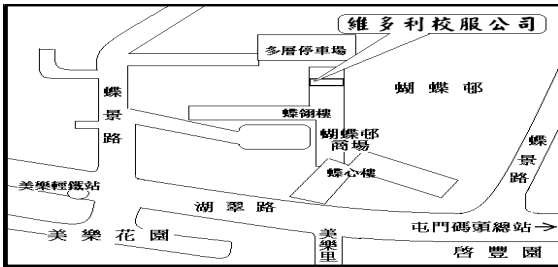 維多利校服公司
多層停車場
蝴蝶邨
蝶景路
蝶翎樓
蝴蝶邨
商場
蝶景路
蝶心樓
美樂輕鐵站
湖翠路
屯門碼頭總站→
美樂花園
美樂里
啓豐園